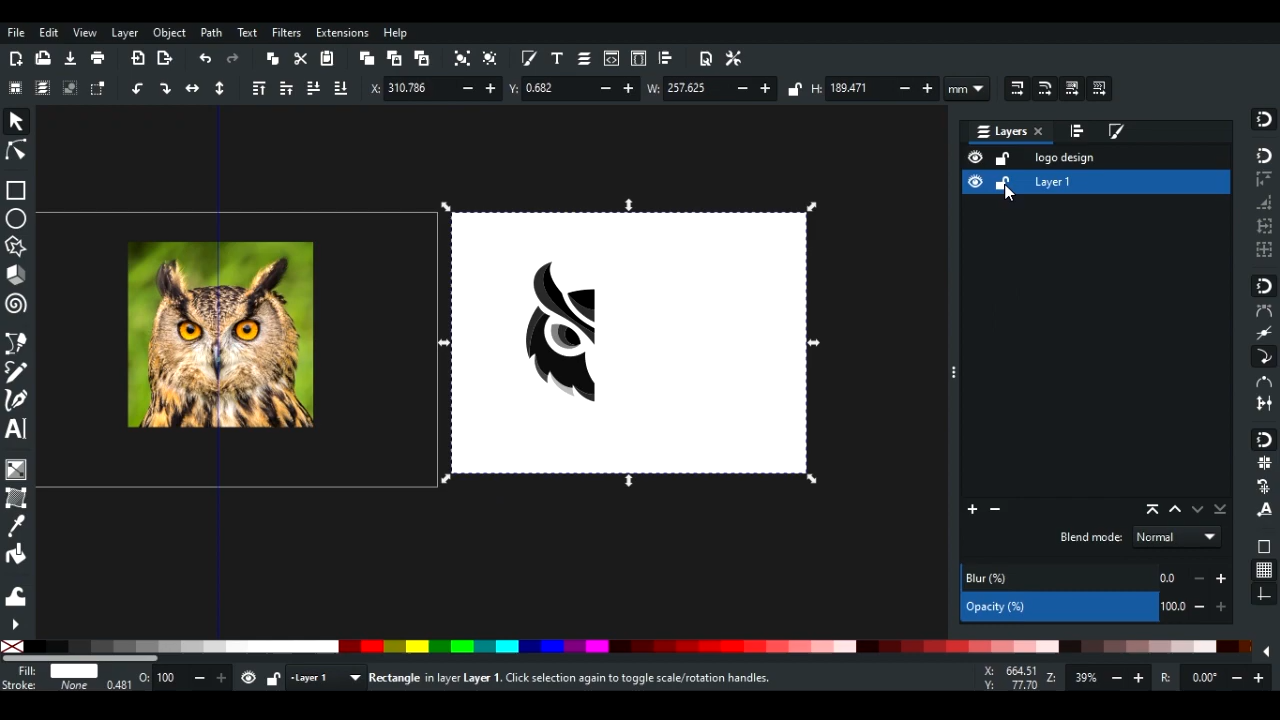 File Edit View Layer Object Path Text Filters Extensions Help
X: 310.786 Y: 0.682 W: 257.625 H: 189.471 mm
Layers
logo design
Layer 1
Blend mode: Normal
Blur (%) 0.0
Opacity (%) 100.0
Fill:
Stroke: None 0.481 O: 100 •Layer 1 Rectangle in layer Layer 1. Click selection again to toggle scale/rotation handles. X: 664.51 Y: 77.70 Z: 39% R: 0.00°